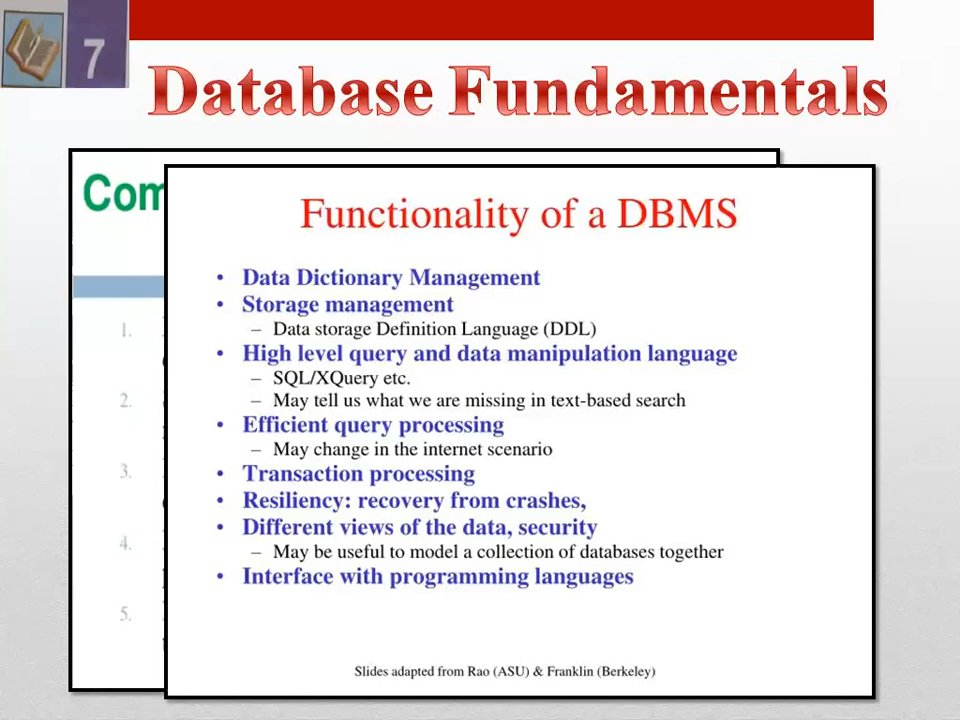 7
Database Fundamentals
Com
Functionality of a DBMS
• Data Dictionary Management
• Storage management
– Data storage Definition Language (DDL)
• High level query and data manipulation language
– SQL/XQuery etc.
– May tell us what we are missing in text-based search
• Efficient query processing
– May change in the internet scenario
• Transaction processing
• Resiliency: recovery from crashes,
• Different views of the data, security
– May be useful to model a collection of databases together
• Interface with programming languages
Slides adapted from Rao (ASU) & Franklin (Berkeley)
1.
2.
3.
4.
5.